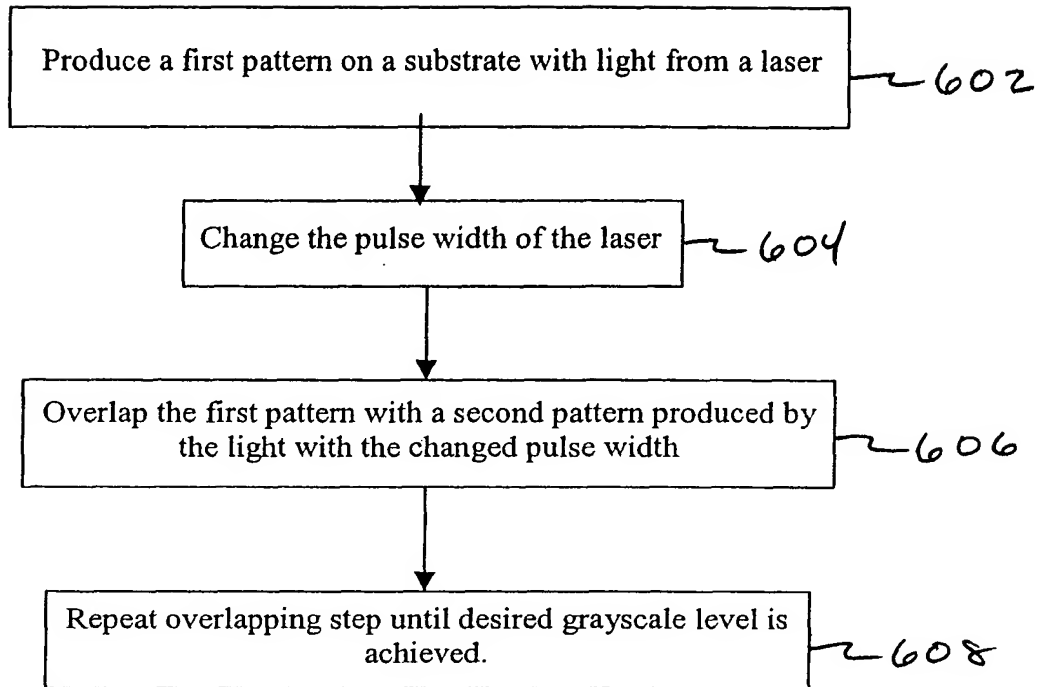 Produce a first pattern on a substrate with light from a laser
602
Change the pulse width of the laser
604
Overlap the first pattern with a second pattern produced by
the light with the changed pulse width
606
Repeat overlapping step until desired grayscale level is
achieved.
608